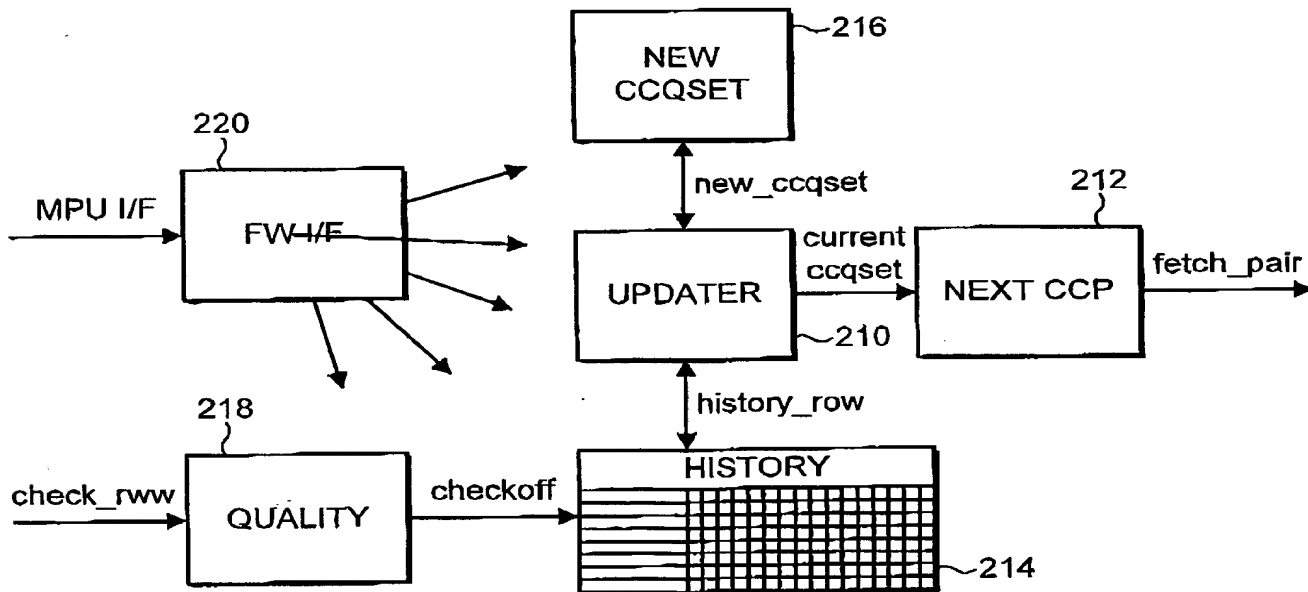 216
NEW
CCQSET
220
new_ccqset
212
MPU I/F
FW I/F
current
ccqset
fetch_pair
UPDATER
NEXT CCP
210
history_row
218
HISTORY
check_rww
QUALITY
checkoff
214